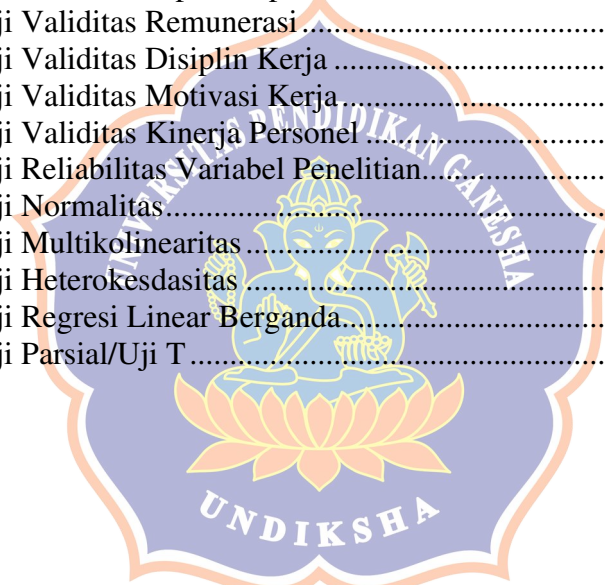 ji Validitas Remunerasi
ji Validitas Disiplin Kerja
ji Validitas Motivasi Kerja
ji Validitas Kinerja Personel
ji Reliabilitas Variabel Penelitian
ji Normalitas
ji Multikolinearitas
ji Heterokesdasitas
ji Regresi Linear Berganda
ji Parsial/Uji T
UNIVERSITAS PENDIDIKAN GANESHA
UNDIKSHA